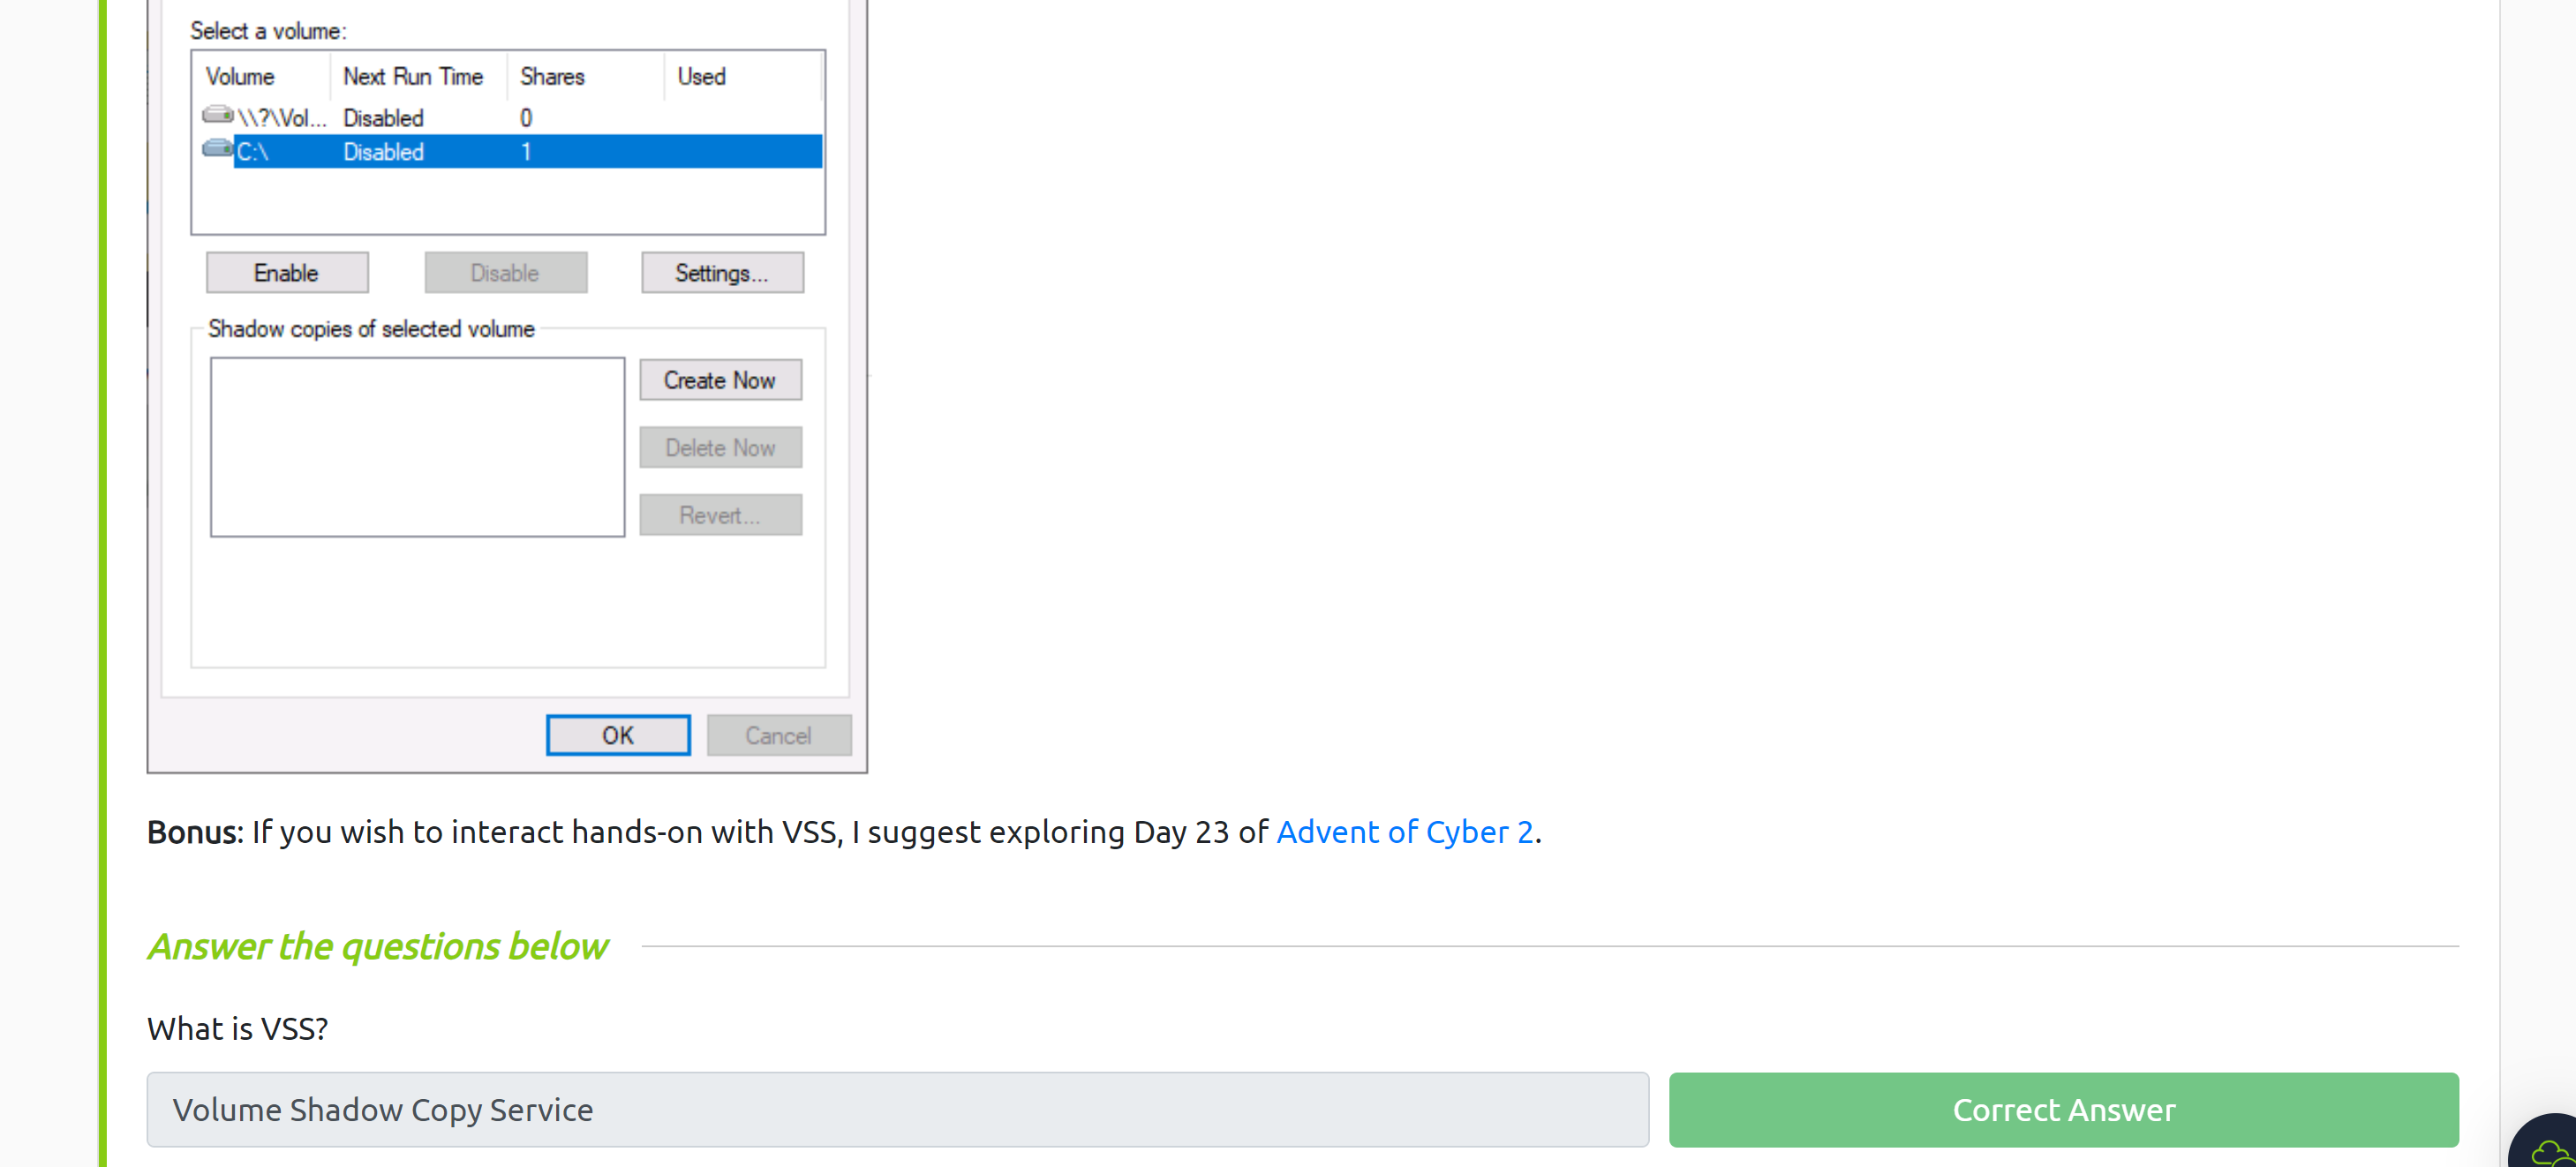 Select a volume:
Volume Next Run Time Shares Used
\\?\Vol... Disabled 0
C:\ Disabled 1
Enable Disable Settings...
Shadow copies of selected volume
Create Now
Delete Now
Revert...
OK Cancel
Bonus: If you wish to interact hands-on with VSS, I suggest exploring Day 23 of Advent of Cyber 2.
Answer the questions below
What is VSS?
Volume Shadow Copy Service Correct Answer